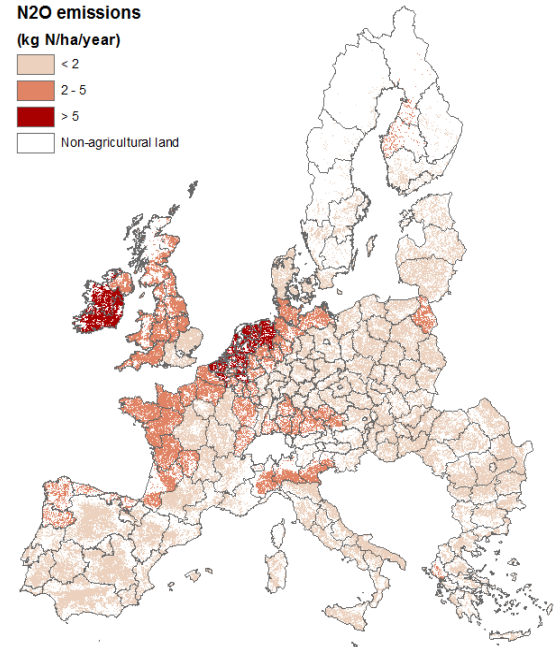 N2O emissions
(kg N/ha/year)
< 2
2 - 5
> 5
Non-agricultural land